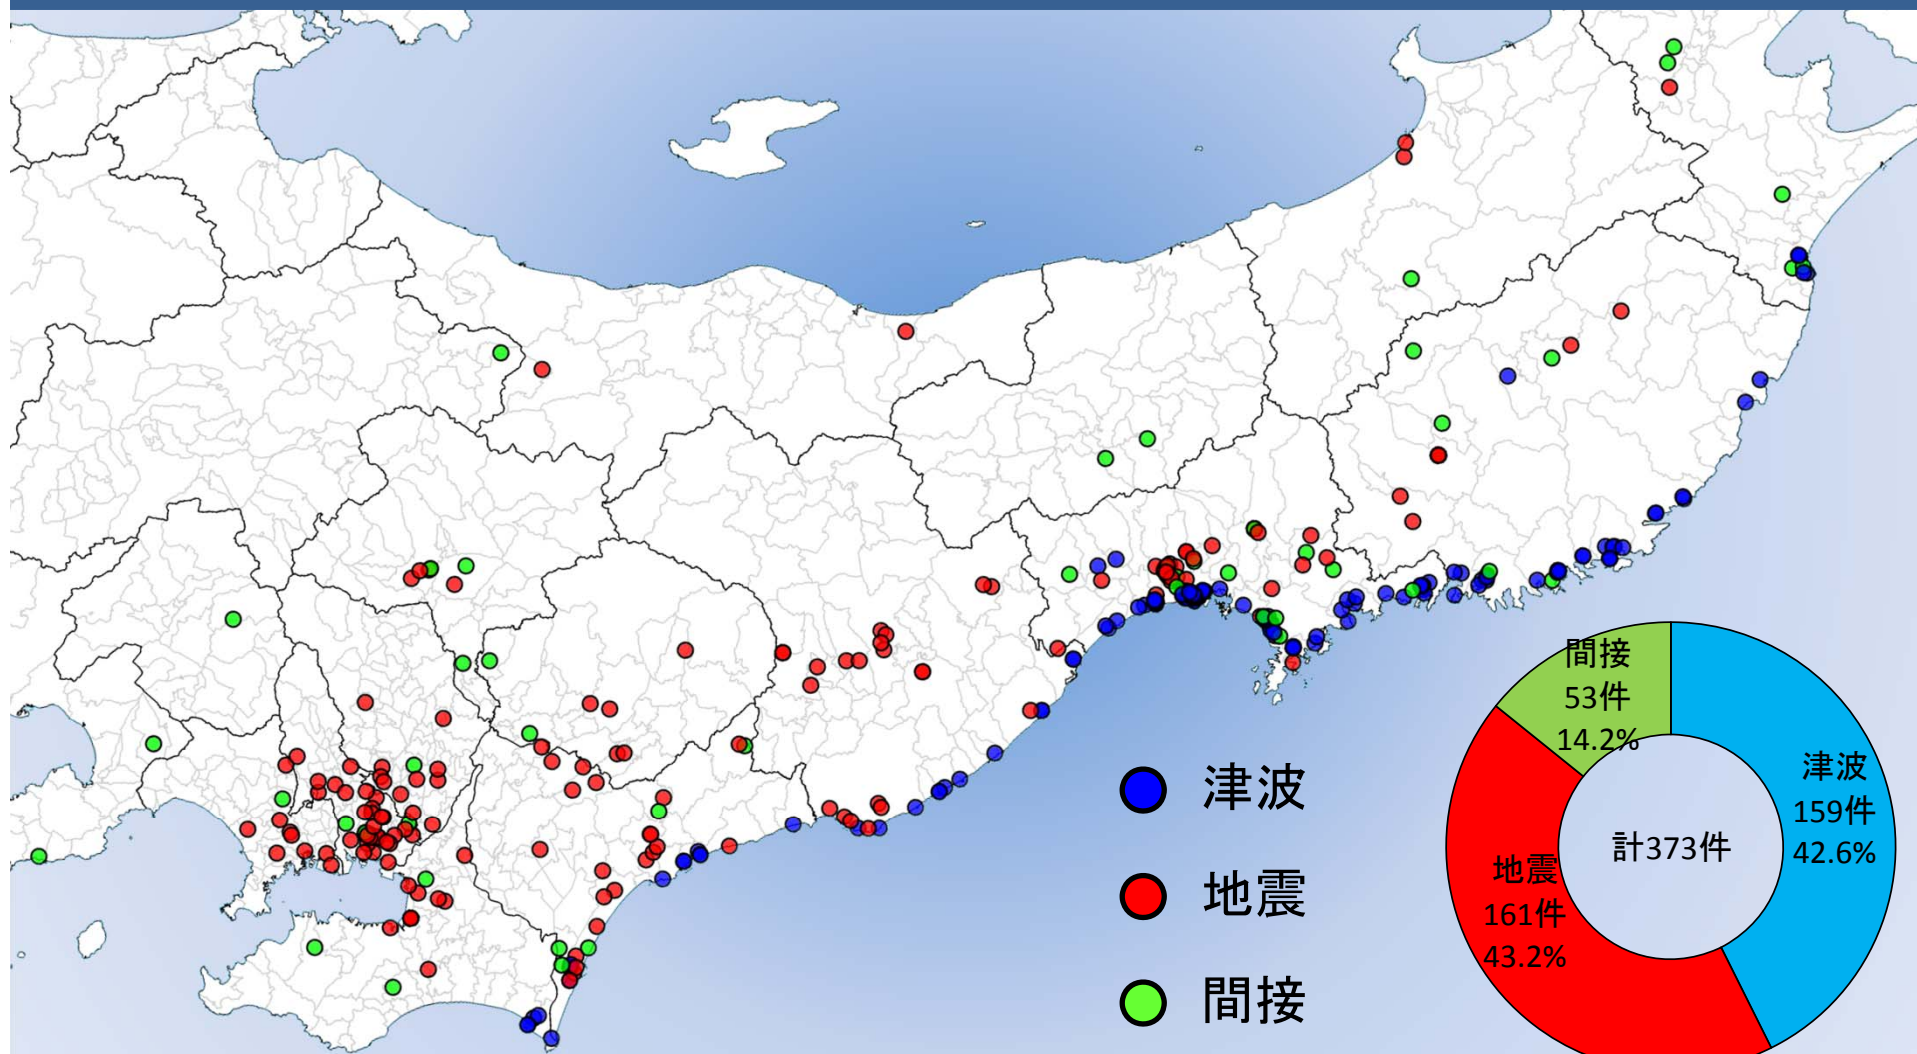 津波
地震
間接
間接
53件
14.2%
津波
159件
42.6%
計373件
地震
161件
43.2%